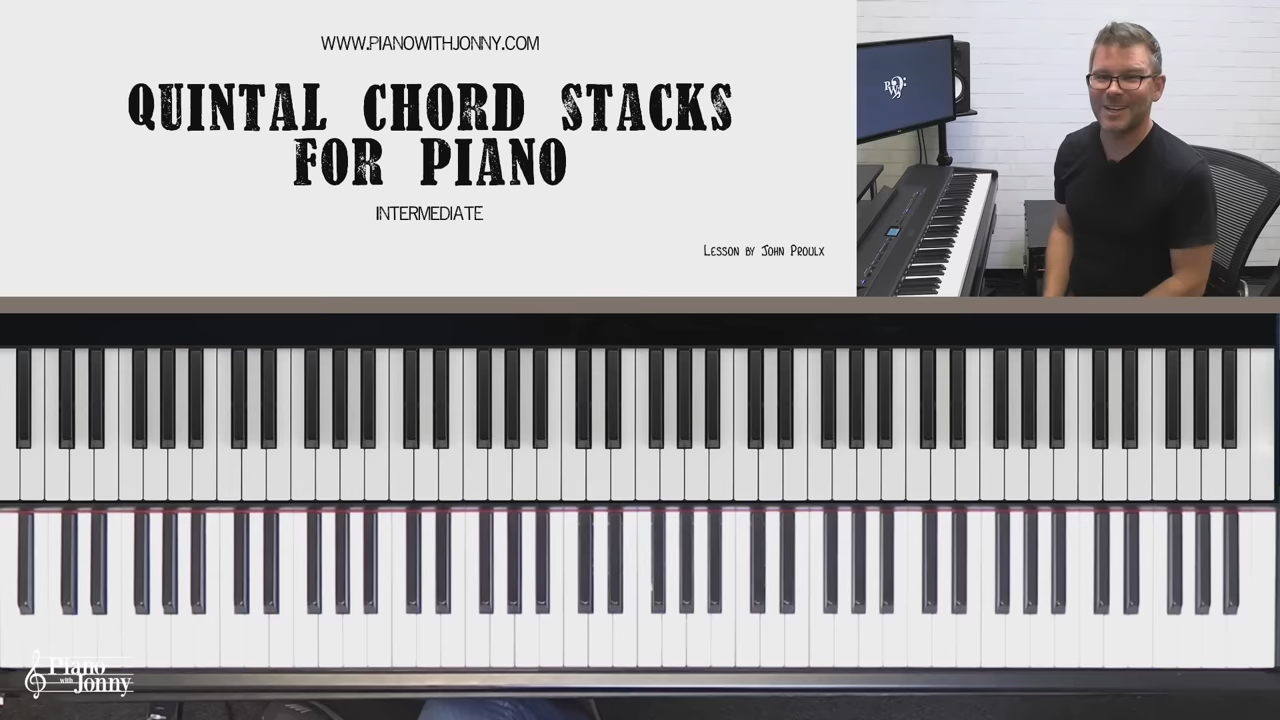 WWW.PIANOWITHJONNY.COM
QUINTAL CHORD STACKS
FOR PIANO
INTERMEDIATE
LESSON BY JOHN PROULX
Piano
with Jonny